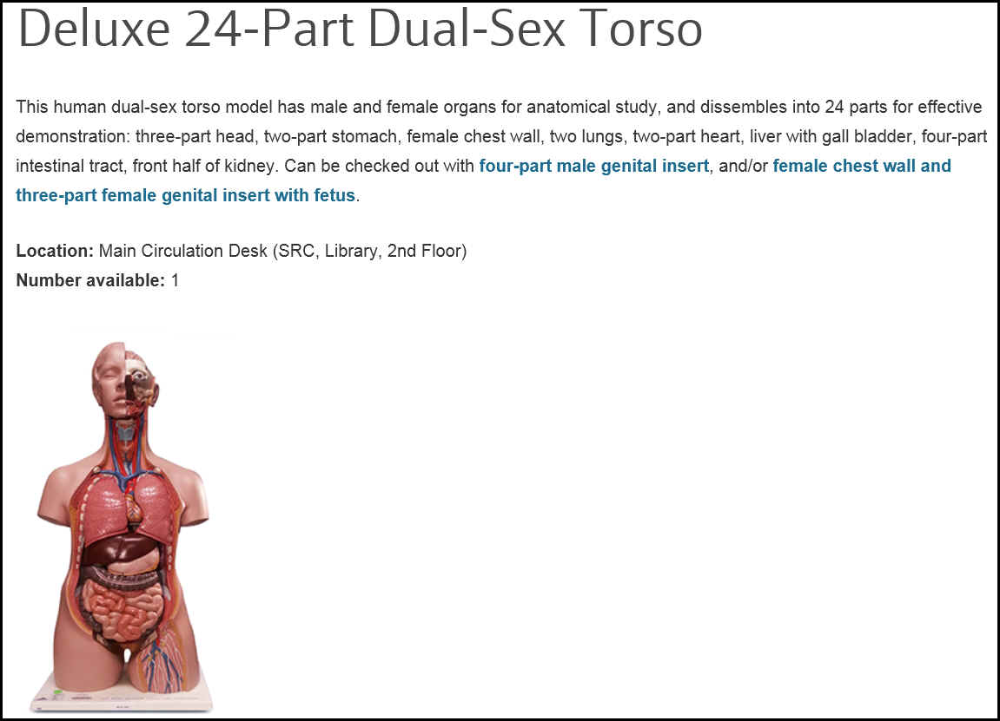 Deluxe 24-Part Dual-Sex Torso
This human dual-sex torso model has male and female organs for anatomical study, and dissembles into 24 parts for effective
demonstration: three-part head, two-part stomach, female chest wall, two lungs, two-part heart, liver with gall bladder, four-part
intestinal tract, front half of kidney. Can be checked out with four-part male genital insert, and/or female chest wall and
three-part female genital insert with fetus.
Location: Main Circulation Desk (SRC, Library, 2nd Floor)
Number available: 1